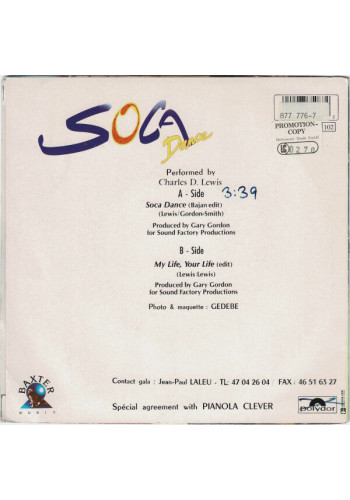 SOCA
Dance
877 776-7
PROMOTION-
COPY
102
Performed by
Charles D. Lewis
A - Side
3:39
Soca Dance (Bajan edit)
(Lewis/Gordon-Smith)
Produced by Gary Gordon
for Sound Factory Productions
B - Side
My Life, Your Life (edit)
(Lewis Lewis)
Produced by Gary Gordon
for Sound Factory Productions
Photo & maquette : GEDEBE
BAXTER
MUSIC
Contact gala : Jean-Paul LALEU - TL: 47 04 26 04 / FAX : 46 51 63 27
Spécial agreement with PIANOLA CLEVER
polydor